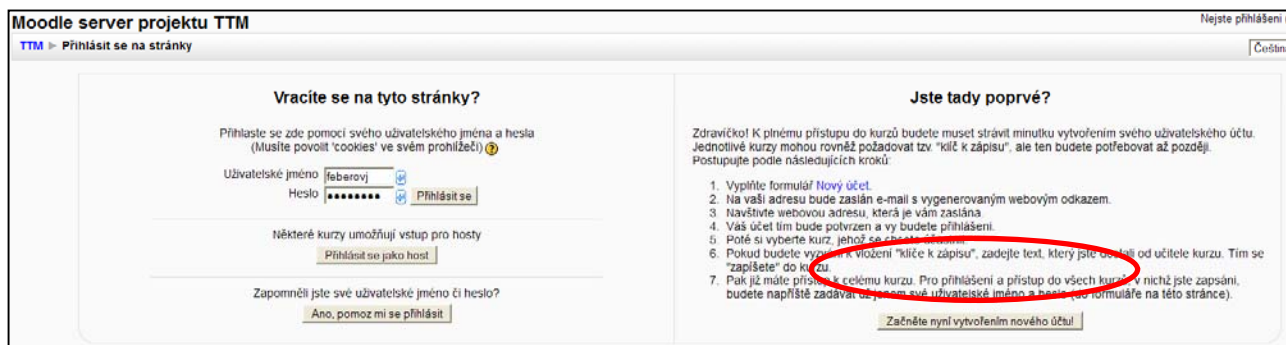 Moodle server projektu TTM
Nejste přihlášeni
TTM ► Přihlásit se na stránky
Češtin
Vracíte se na tyto stránky?
Přihlaste se zde pomocí svého uživatelského jména a hesla
(Musíte povolit 'cookies' ve svém prohlížeči)
Uživatelské jméno feberovj
Heslo ●●●●●●●● Přihlásit se
Některé kurzy umožňují vstup pro hosty
Přihlásit se jako host
Zapomněli jste své uživatelské jméno či heslo?
Ano, pomoz mi se přihlásit
Jste tady poprvé?
Zdravíčko! K plnému přístupu do kurzů budete muset strávit minutku vytvořením svého uživatelského účtu.
Jednotlivé kurzy mohou rovněž požadovat tzv. "klíč k zápisu", ale ten budete potřebovat až později.
Postupujte podle následujících kroků:
1. Vyplňte formulář Nový účet.
2. Na vaši adresu bude zaslán e-mail s vygenerovaným webovým odkazem.
3. Navštivte webovou adresu, která je vám zaslána.
4. Váš účet tím bude potvrzen a vy budete přihlášeni.
5. Poté si vyberte kurz, jehož se chcete účastnit.
6. Pokud budete vyzváni k vložení "klíče k zápisu", zadejte text, který jste dostali od učitele kurzu. Tím se
"zapíšete" do kurzu.
7. Pak již máte přístup k celému kurzu. Pro přihlášení a přístup do všech kurzů, v nichž jste zapsáni,
budete napříště zadávat už jenom své uživatelské jméno a heslo (do formuláře na této stránce).
Začněte nyní vytvořením nového účtu!